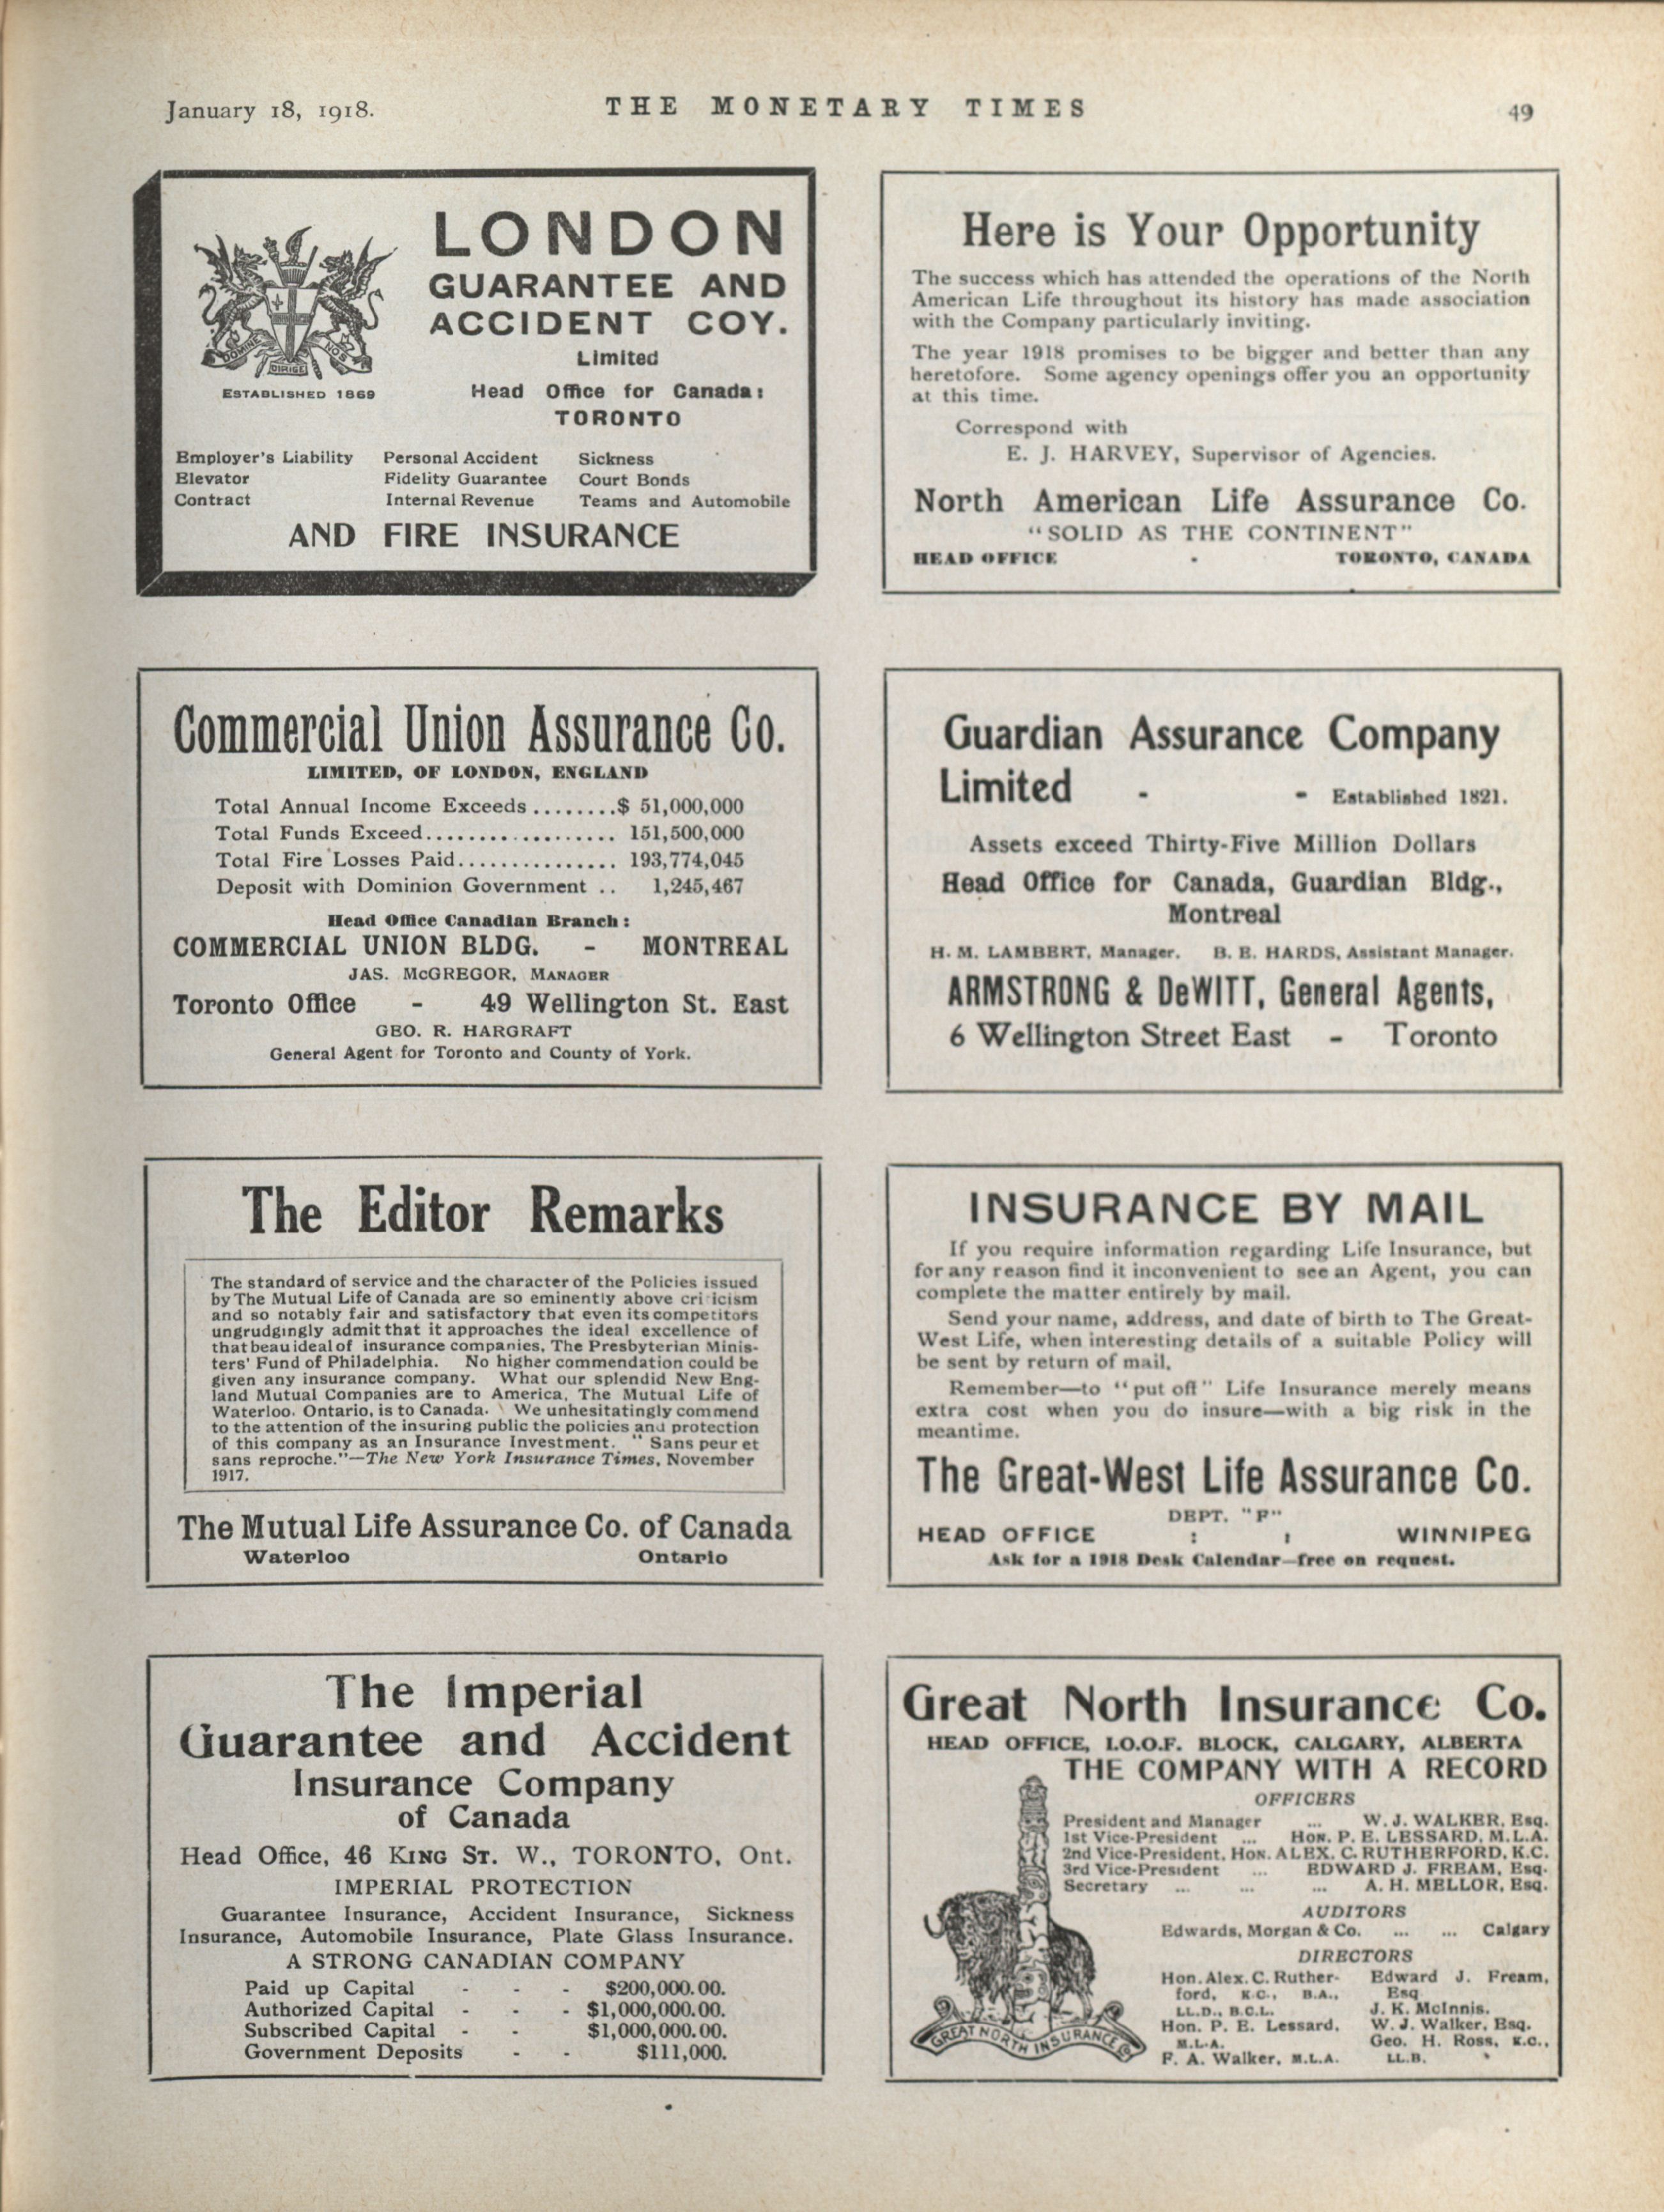 January 18, 1918.
THE MONETARY TIMES
49
LONDON
GUARANTEE AND
ACCIDENT COY.
Limited
DOMINE DIRIGE NOS
ESTABLISHED 1869
Head Office for Canada:
TORONTO
Employer's Liability Personal Accident Sickness
Elevator Fidelity Guarantee Court Bonds
Contract Internal Revenue Teams and Automobile
AND FIRE INSURANCE
Here is Your Opportunity
The success which has attended the operations of the North
American Life throughout its history has made association
with the Company particularly inviting.
The year 1918 promises to be bigger and better than any
heretofore. Some agency openings offer you an opportunity
at this time.
Correspond with
E. J. HARVEY, Supervisor of Agencies.
North American Life Assurance Co.
"SOLID AS THE CONTINENT"
HEAD OFFICE - TORONTO, CANADA
Commercial Union Assurance Co.
LIMITED, OF LONDON, ENGLAND
Total Annual Income Exceeds ........$ 51,000,000
Total Funds Exceed.................. 151,500,000
Total Fire Losses Paid............... 193,774,045
Deposit with Dominion Government .. 1,245,467
Head Office Canadian Branch:
COMMERCIAL UNION BLDG. - MONTREAL
JAS. McGREGOR, MANAGER
Toronto Office - 49 Wellington St. East
GEO. R. HARGRAFT
General Agent for Toronto and County of York.
Guardian Assurance Company
Limited - - Established 1821.
Assets exceed Thirty-Five Million Dollars
Head Office for Canada, Guardian Bldg.,
Montreal
H. M. LAMBERT, Manager. B. E. HARDS, Assistant Manager.
ARMSTRONG & DeWITT, General Agents,
6 Wellington Street East - Toronto
The Editor Remarks
The standard of service and the character of the Policies issued
by The Mutual Life of Canada are so eminently above cri icism
and so notably fair and satisfactory that even its competitors
ungrudgingly admit that it approaches the ideal excellence of
that beau ideal of insurance companies, The Presbyterian Minis-
ters' Fund of Philadelphia. No higher commendation could be
given any insurance company. What our splendid New Eng-
land Mutual Companies are to America, The Mutual Life of
Waterloo, Ontario, is to Canada. We unhesitatingly commend
to the attention of the insuring public the policies and protection
of this company as an Insurance Investment. "Sans peur et
sans reproche."—The New York Insurance Times, November
1917.
The Mutual Life Assurance Co. of Canada
Waterloo Ontario
INSURANCE BY MAIL
If you require information regarding Life Insurance, but
for any reason find it inconvenient to see an Agent, you can
complete the matter entirely by mail.
Send your name, address, and date of birth to The Great-
West Life, when interesting details of a suitable Policy will
be sent by return of mail.
Remember—to "put off" Life Insurance merely means
extra cost when you do insure—with a big risk in the
meantime.
The Great-West Life Assurance Co.
DEPT. "F"
HEAD OFFICE : : WINNIPEG
Ask for a 1918 Desk Calendar—free on request.
The Imperial
Guarantee and Accident
Insurance Company
of Canada
Head Office, 46 KING ST. W., TORONTO, Ont.
IMPERIAL PROTECTION
Guarantee Insurance, Accident Insurance, Sickness
Insurance, Automobile Insurance, Plate Glass Insurance.
A STRONG CANADIAN COMPANY
Paid up Capital - - - $200,000.00.
Authorized Capital - - - $1,000,000.00.
Subscribed Capital - - $1,000,000.00.
Government Deposits - - $111,000.
Great North Insurance Co.
HEAD OFFICE, I.O.O.F. BLOCK, CALGARY, ALBERTA
THE COMPANY WITH A RECORD
OFFICERS
President and Manager ... W. J. WALKER, Esq.
1st Vice-President ... HON. P. E. LESSARD, M.L.A.
2nd Vice-President, HON. ALEX. C. RUTHERFORD, K.C.
3rd Vice-President ... EDWARD J. FREAM, Esq.
Secretary ... ... ... A. H. MELLOR, Esq.
AUDITORS
Edwards, Morgan & Co. ... ... Calgary
DIRECTORS
Hon. Alex. C. Ruther-
ford, K.C., B.A.,
LL.D., B.C.L.
Hon. P. E. Lessard,
M.L.A.
F. A. Walker, M.L.A.
Edward J. Fream,
Esq
J. K. McInnis.
W. J. Walker, Esq.
Geo. H. Ross, K.C.,
LL.B.
GREAT NORTH INSURANCE Co